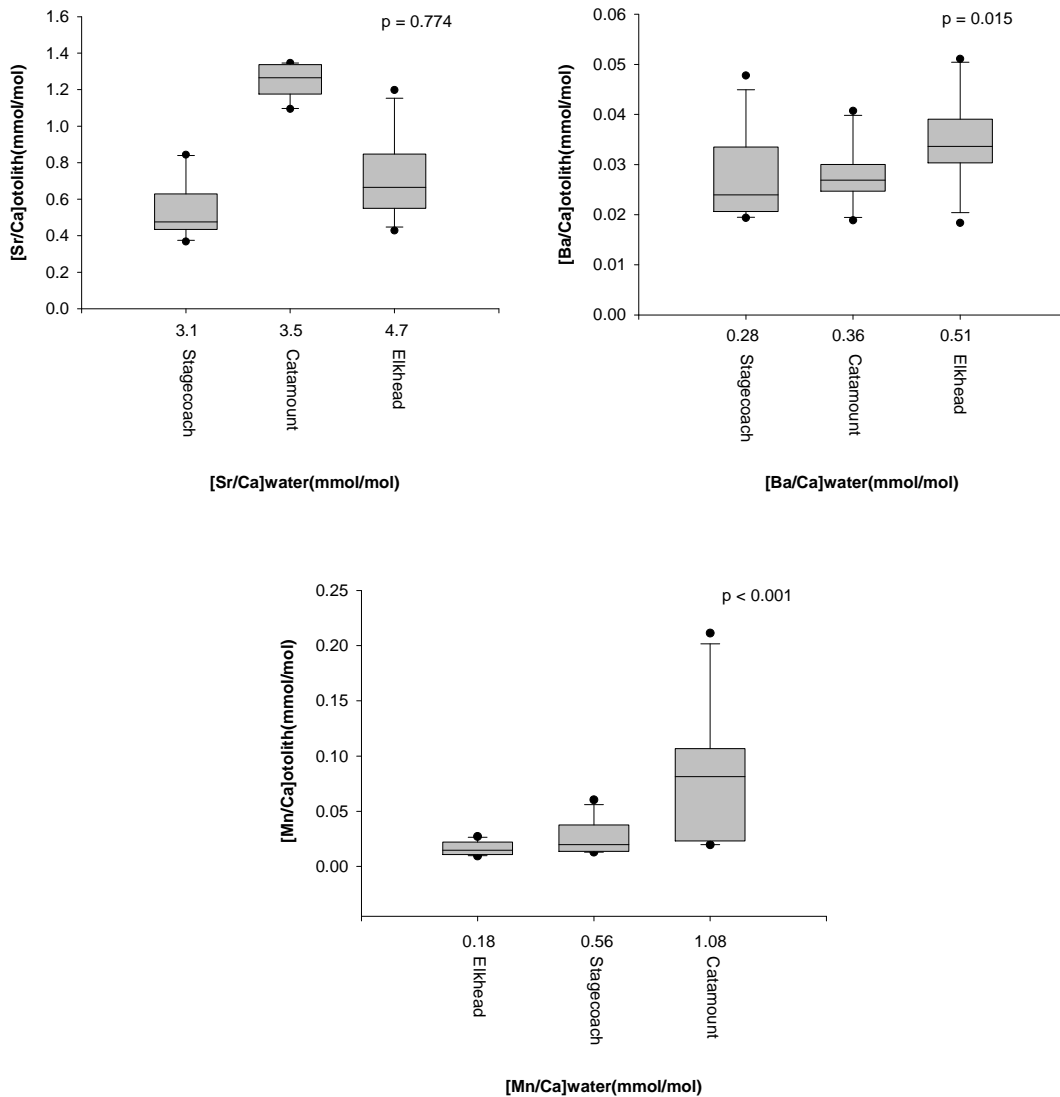 p = 0.774
[Sr/Ca]otolith(mmol/mol)
1.6
1.4
1.2
1.0
0.8
0.6
0.4
0.2
0.0
3.1 3.5 4.7
Stagecoach Catamount Elkhead
[Sr/Ca]water(mmol/mol)
p = 0.015
[Ba/Ca]otolith(mmol/mol)
0.06
0.05
0.04
0.03
0.02
0.01
0.00
0.28 0.36 0.51
Stagecoach Catamount Elkhead
[Ba/Ca]water(mmol/mol)
p < 0.001
[Mn/Ca]otolith(mmol/mol)
0.25
0.20
0.15
0.10
0.05
0.00
0.18 0.56 1.08
Elkhead Stagecoach Catamount
[Mn/Ca]water(mmol/mol)